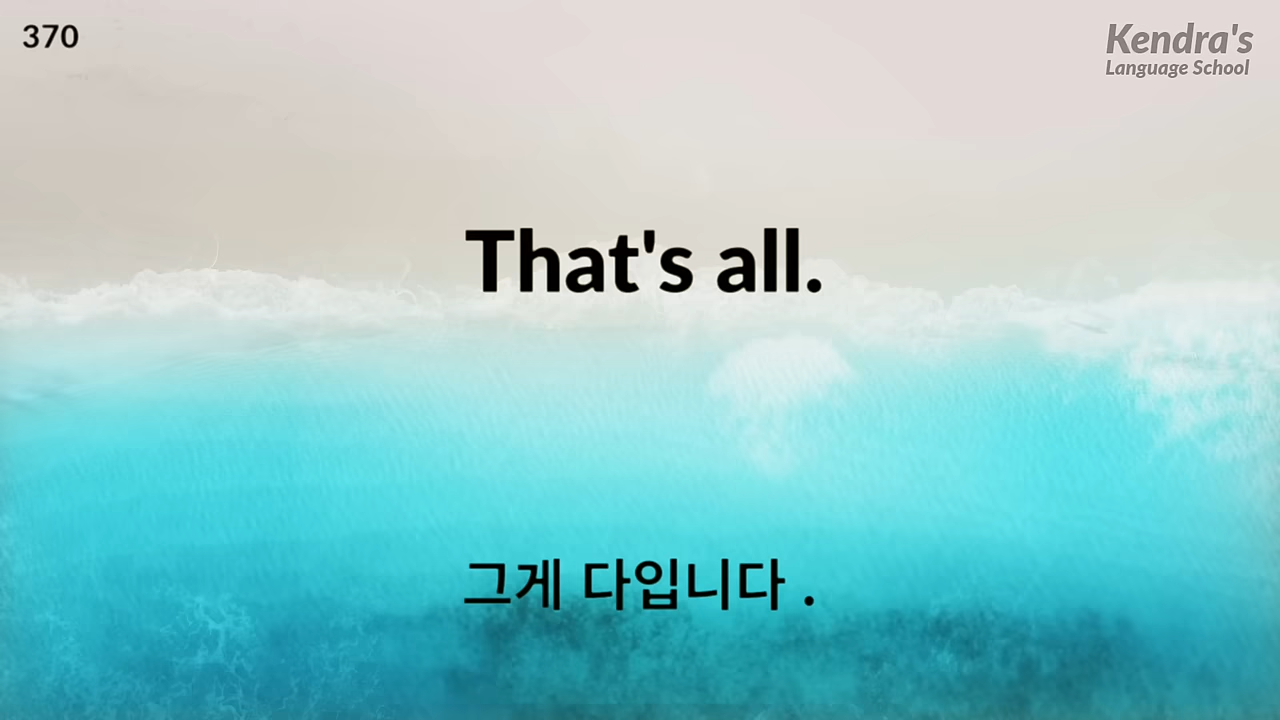 370
Kendra's
Language School
That's all.
그게 다입니다 .